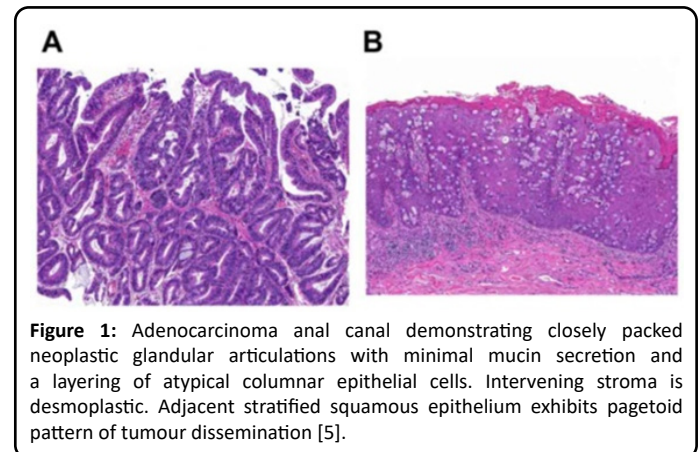 A
B
Figure 1: Adenocarcinoma anal canal demonstrating closely packed
neoplastic glandular articulations with minimal mucin secretion and
a layering of atypical columnar epithelial cells. Intervening stroma is
desmoplastic. Adjacent stratified squamous epithelium exhibits pagetoid
pattern of tumour dissemination [5].